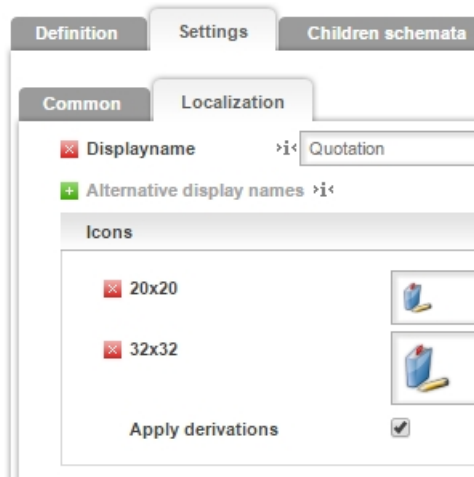 Definition Settings Children schemata
Common Localization
Displayname ›i‹ Quotation
Alternative display names ›i‹
Icons
20x20
32x32
Apply derivations